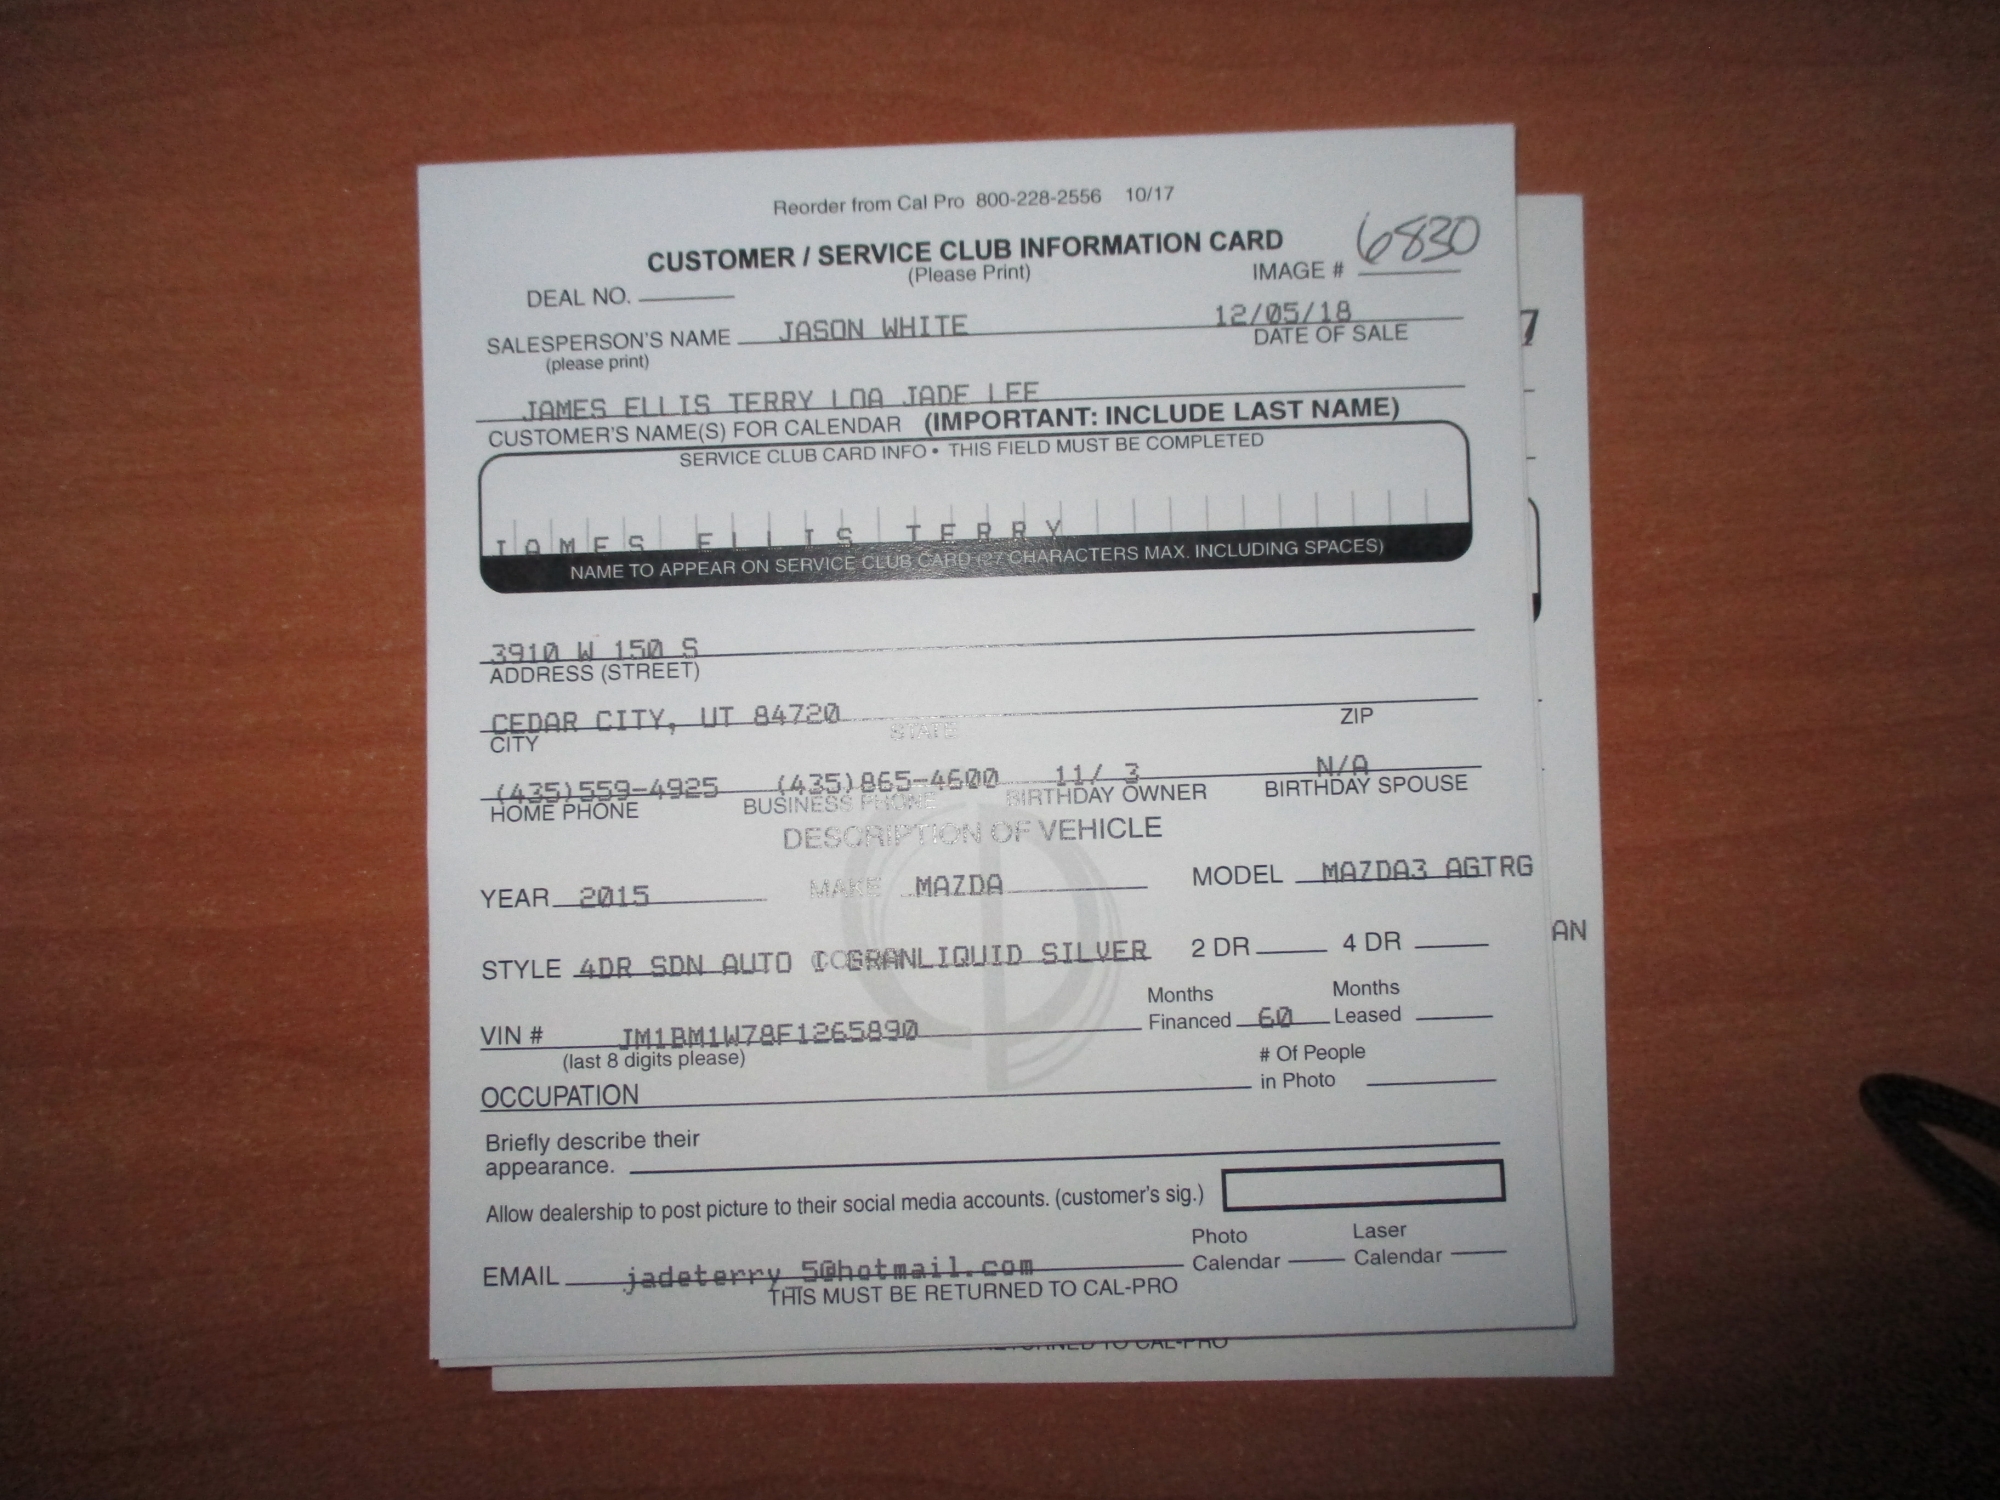 Reorder from Cal Pro 800-228-2556 10/17
CUSTOMER / SERVICE CLUB INFORMATION CARD
(Please Print)
IMAGE # 6830
DEAL NO.
SALESPERSON'S NAME JASON WHITE 12/05/18
(please print) DATE OF SALE
JAMES ELLIS TERRY LOA JADE LEE
CUSTOMER'S NAME(S) FOR CALENDAR (IMPORTANT: INCLUDE LAST NAME)
SERVICE CLUB CARD INFO • THIS FIELD MUST BE COMPLETED
JAMES ELLIS TERRY
NAME TO APPEAR ON SERVICE CLUB CARD (27 CHARACTERS MAX. INCLUDING SPACES)
3910 W 150 S
ADDRESS (STREET)
CEDAR CITY, UT 84720
CITY STATE ZIP
(435)559-4925 (435)865-4600 11/ 3 N/A
HOME PHONE BUSINESS PHONE BIRTHDAY OWNER BIRTHDAY SPOUSE
DESCRIPTION OF VEHICLE
YEAR 2015 MAKE MAZDA MODEL MAZDA3 AGTRG
STYLE 4DR SDN AUTO I GRANLIQUID SILVER 2 DR 4 DR
Months Financed 60 Months Leased
VIN # JM1BM1W78F1265890
(last 8 digits please)
# Of People in Photo
OCCUPATION
Briefly describe their
appearance.
Allow dealership to post picture to their social media accounts. (customer's sig.)
Photo Calendar Laser Calendar
EMAIL jadeterry_5@hotmail.com
THIS MUST BE RETURNED TO CAL-PRO
AN